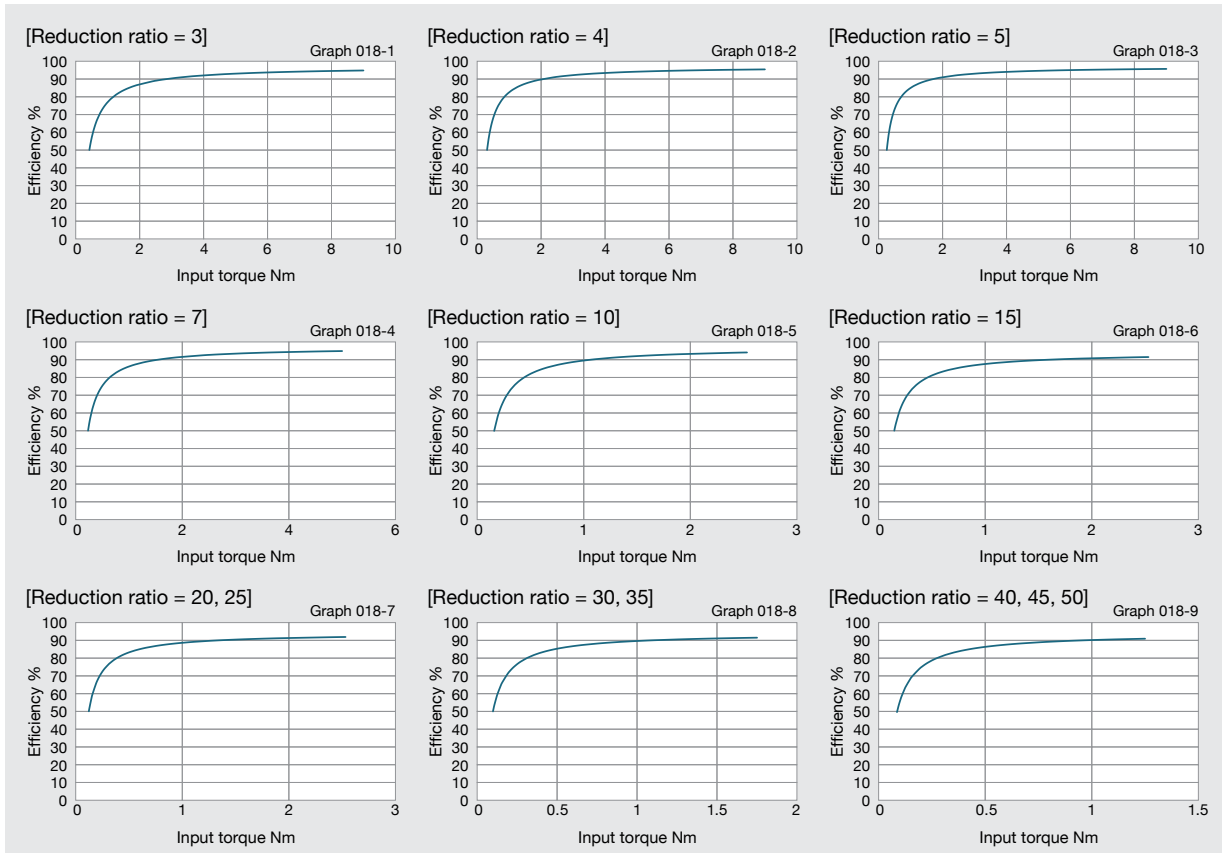 [Reduction ratio = 3]
Graph 018-1
Efficiency %
100
90
80
70
60
50
40
30
20
10
0
0 2 4 6 8 10
Input torque Nm
[Reduction ratio = 4]
Graph 018-2
Efficiency %
100
90
80
70
60
50
40
30
20
10
0
0 2 4 6 8 10
Input torque Nm
[Reduction ratio = 5]
Graph 018-3
Efficiency %
100
90
80
70
60
50
40
30
20
10
0
0 2 4 6 8 10
Input torque Nm
[Reduction ratio = 7]
Graph 018-4
Efficiency %
100
90
80
70
60
50
40
30
20
10
0
0 2 4 6
Input torque Nm
[Reduction ratio = 10]
Graph 018-5
Efficiency %
100
90
80
70
60
50
40
30
20
10
0
0 1 2 3
Input torque Nm
[Reduction ratio = 15]
Graph 018-6
Efficiency %
100
90
80
70
60
50
40
30
20
10
0
0 1 2 3
Input torque Nm
[Reduction ratio = 20, 25]
Graph 018-7
Efficiency %
100
90
80
70
60
50
40
30
20
10
0
0 1 2 3
Input torque Nm
[Reduction ratio = 30, 35]
Graph 018-8
Efficiency %
100
90
80
70
60
50
40
30
20
10
0
0 0.5 1 1.5 2
Input torque Nm
[Reduction ratio = 40, 45, 50]
Graph 018-9
Efficiency %
100
90
80
70
60
50
40
30
20
10
0
0 0.5 1 1.5
Input torque Nm